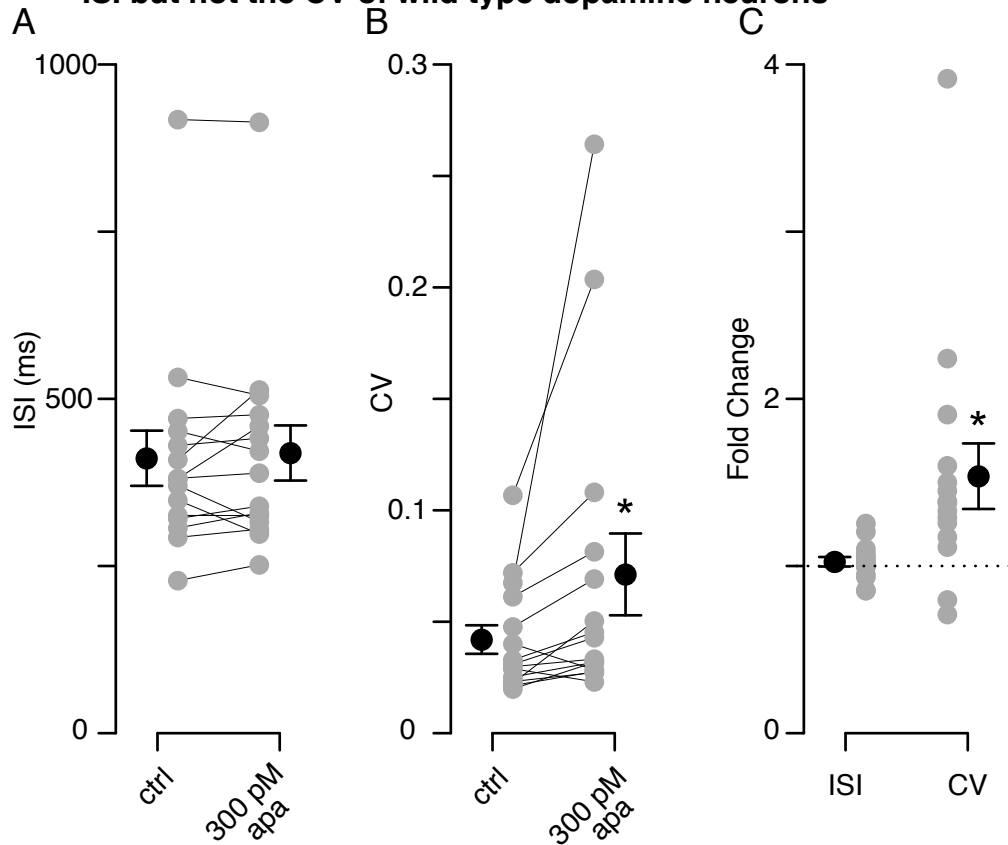 ISI but not the CV of wild type dopamine neurons
A
B
C
1000
500
0
ISI (ms)
ctrl
300 pM
apa
0.3
0.2
0.1
0
CV
*
ctrl
300 pM
apa
4
2
0
Fold Change
*
ISI
CV